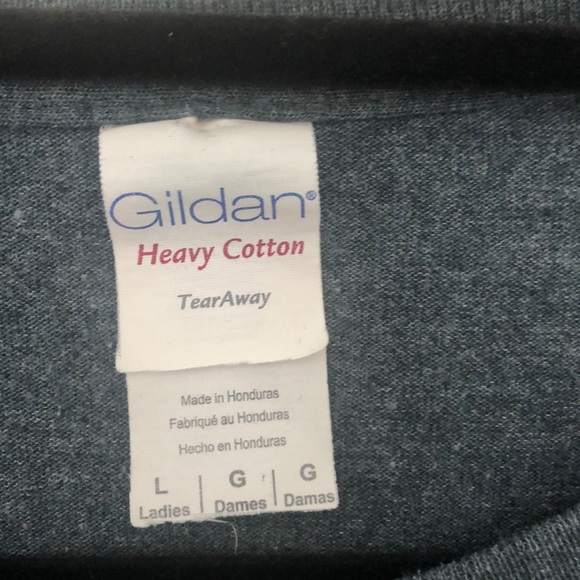 Gildan®
Heavy Cotton
TearAway
Made in Honduras
Fabriqué au Honduras
Hecho en Honduras
L | G | G
Ladies | Dames | Damas